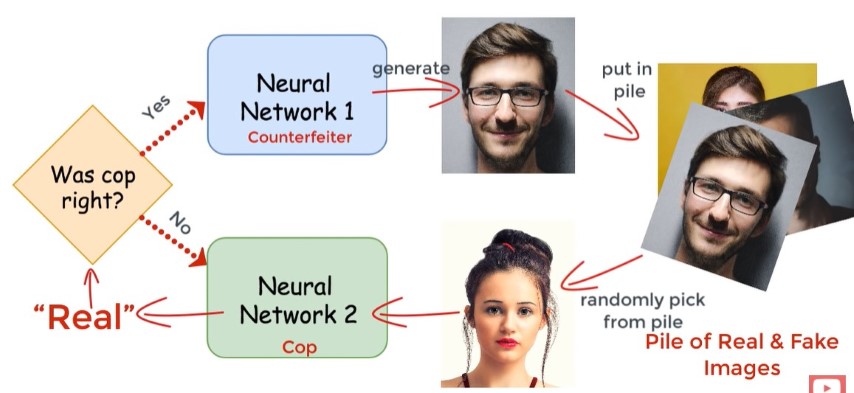 Neural
Network 1
Counterfeiter
generate
put in
pile
Yes
Was cop
right?
No
Neural
Network 2
Cop
“Real”
randomly pick
from pile
Pile of Real & Fake
Images